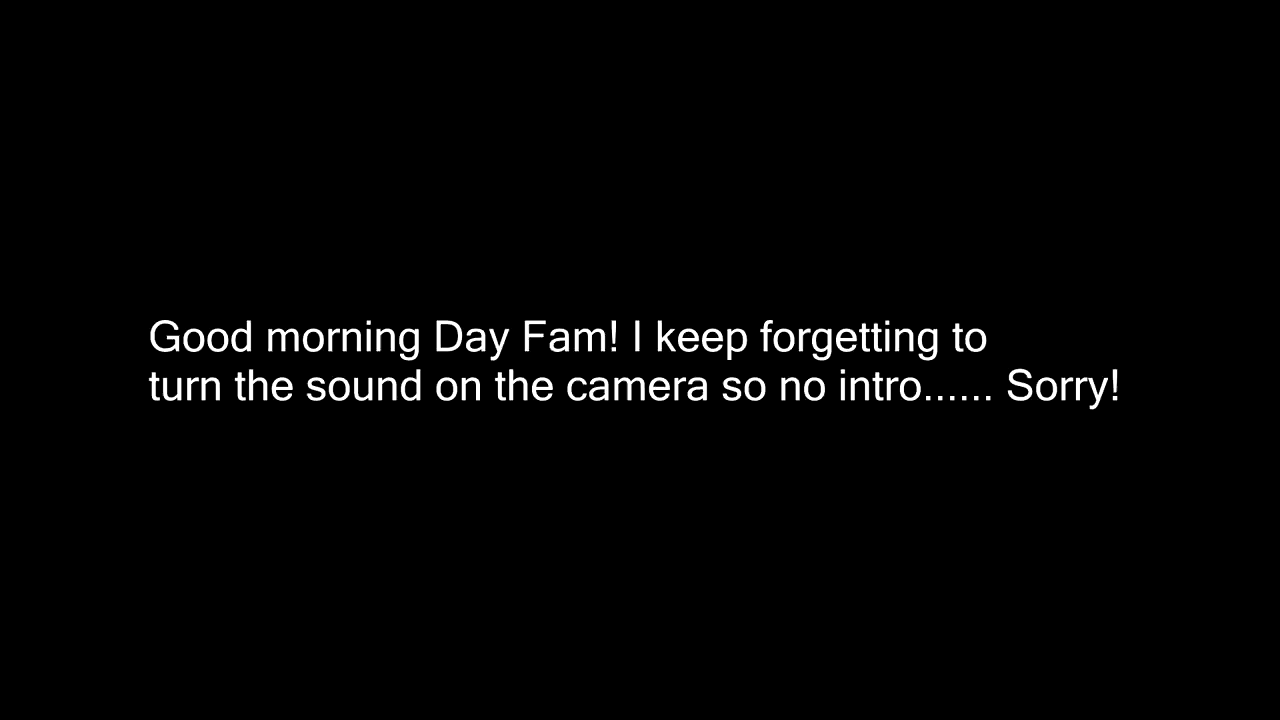 Good morning Day Fam! I keep forgetting to
turn the sound on the camera so no intro...... Sorry!